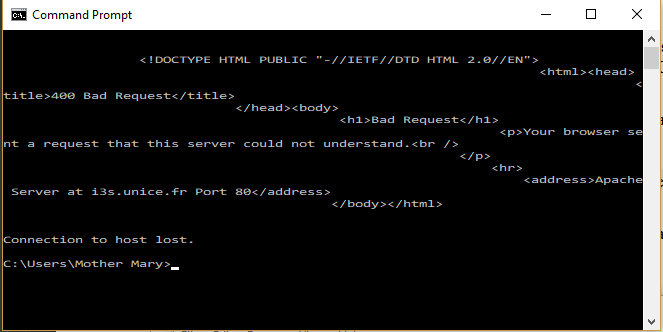 Command Prompt
<!DOCTYPE HTML PUBLIC "-//IETF//DTD HTML 2.0//EN">
<html><head>
<
title>400 Bad Request</title>
</head><body>
<h1>Bad Request</h1>
<p>Your browser se
nt a request that this server could not understand.<br />
</p>
<hr>
<address>Apache
Server at i3s.unice.fr Port 80</address>
</body></html>
Connection to host lost.
C:\Users\Mother Mary>